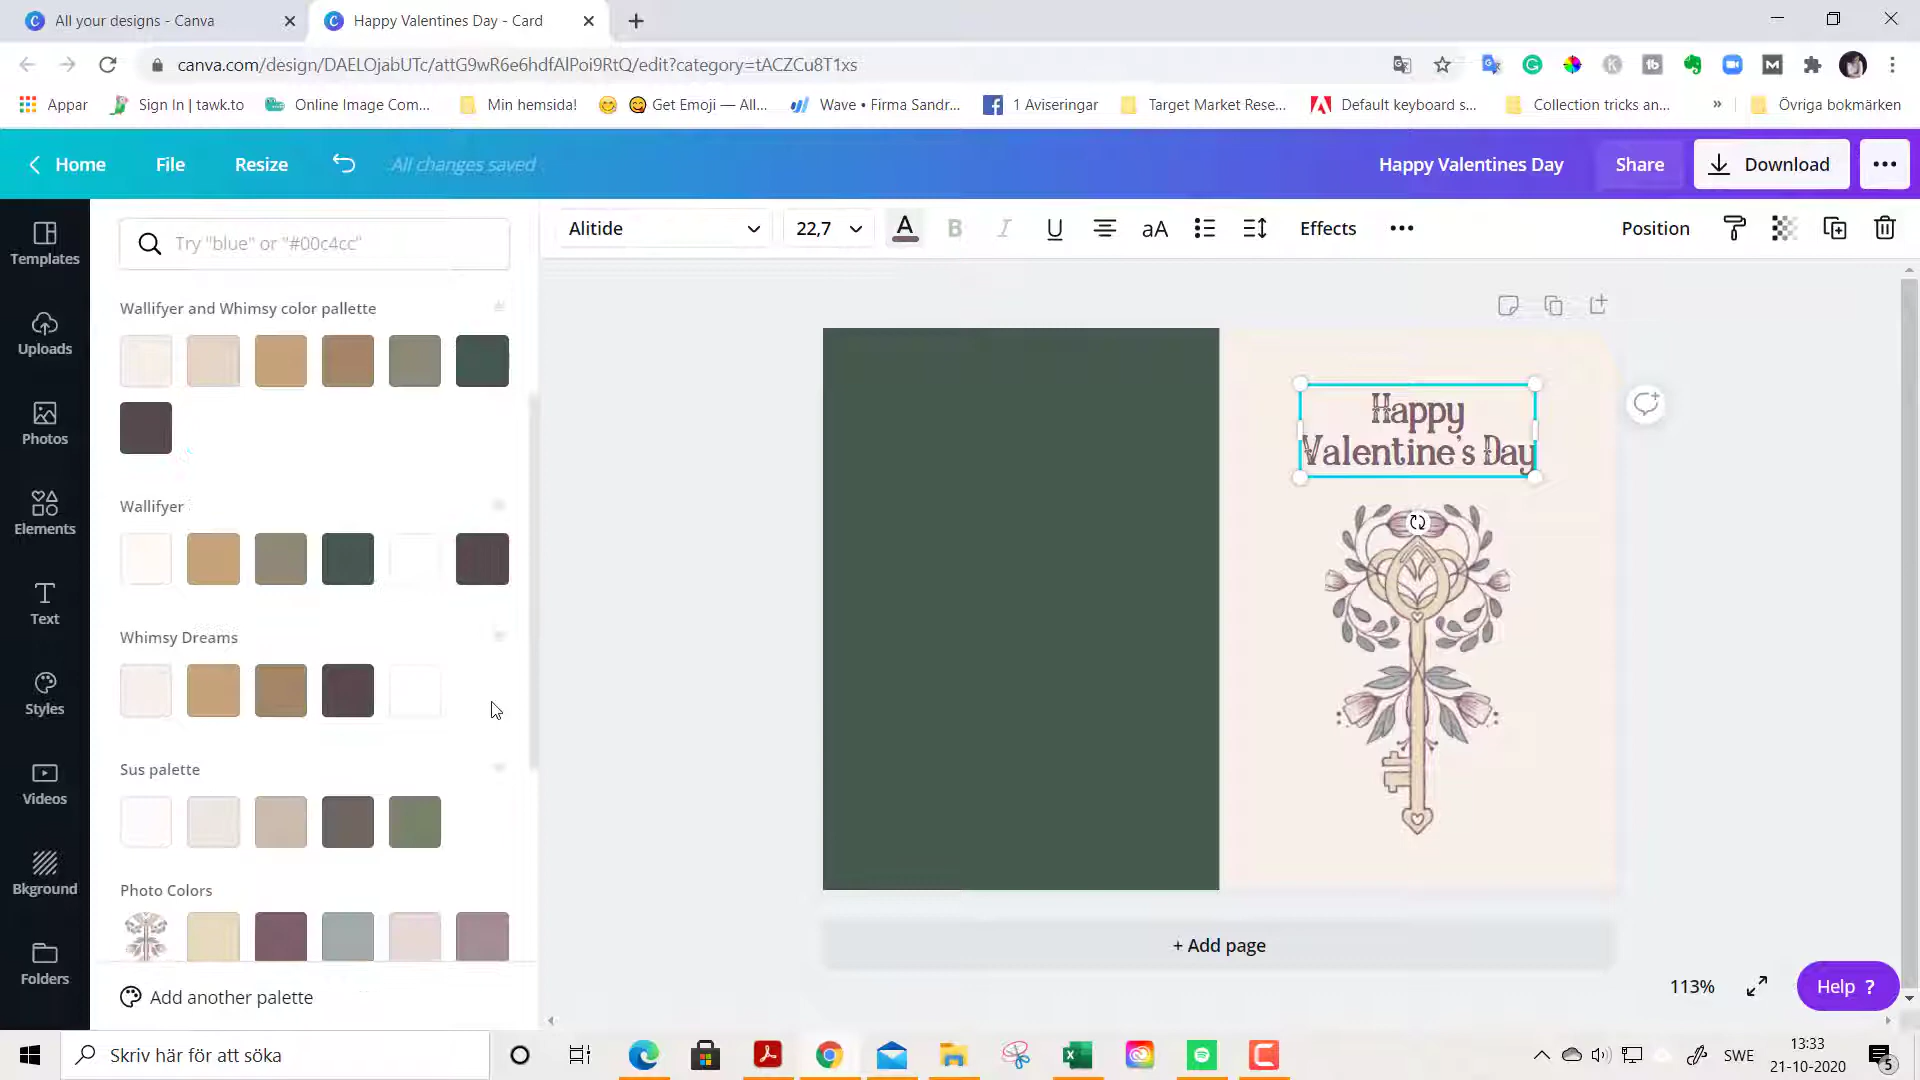 All your designs - Canva
Happy Valentines Day - Card
canva.com/design/DAELOjabUTc/attG9wR6e6hdfAlPoi9RtQ/edit?category=tACZCu8T1xs
Appar
Sign In | tawk.to
Online Image Com...
Min hemsida!
Get Emoji — All...
Wave • Firma Sandr...
1 Aviseringar
Target Market Rese...
Default keyboard s...
Collection tricks an...
»
Övriga bokmärken
Home
File
Resize
All changes saved
Happy Valentines Day
Share
Download
Templates
Uploads
Photos
Elements
Text
Styles
Videos
Bkground
Folders
Try "blue" or "#00c4cc"
Wallifyer and Whimsy color pallette
Wallifyer
Whimsy Dreams
Sus palette
Photo Colors
Add another palette
Alitide
22,7
A
B
I
U
aA
Effects
Position
Happy
Valentine's Day
+ Add page
113%
Help ?
Skriv här för att söka
SWE
13:33
21-10-2020
5